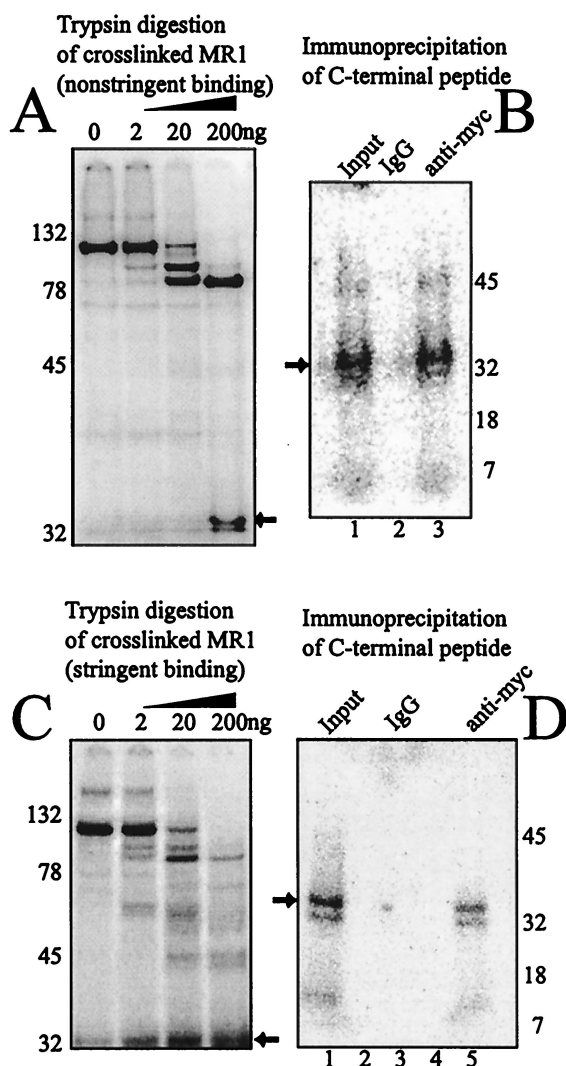 Trypsin digestion
of crosslinked MR1
(nonstringent binding)
A
0 2 20 200ng
132
78
45
32
Immunoprecipitation
of C-terminal peptide
B
Input IgG anti-myc
45
32
18
7
1 2 3
Trypsin digestion
of crosslinked MR1
(stringent binding)
C
0 2 20 200ng
132
78
45
32
Immunoprecipitation
of C-terminal peptide
D
Input IgG anti-myc
45
32
18
7
1 2 3 4 5